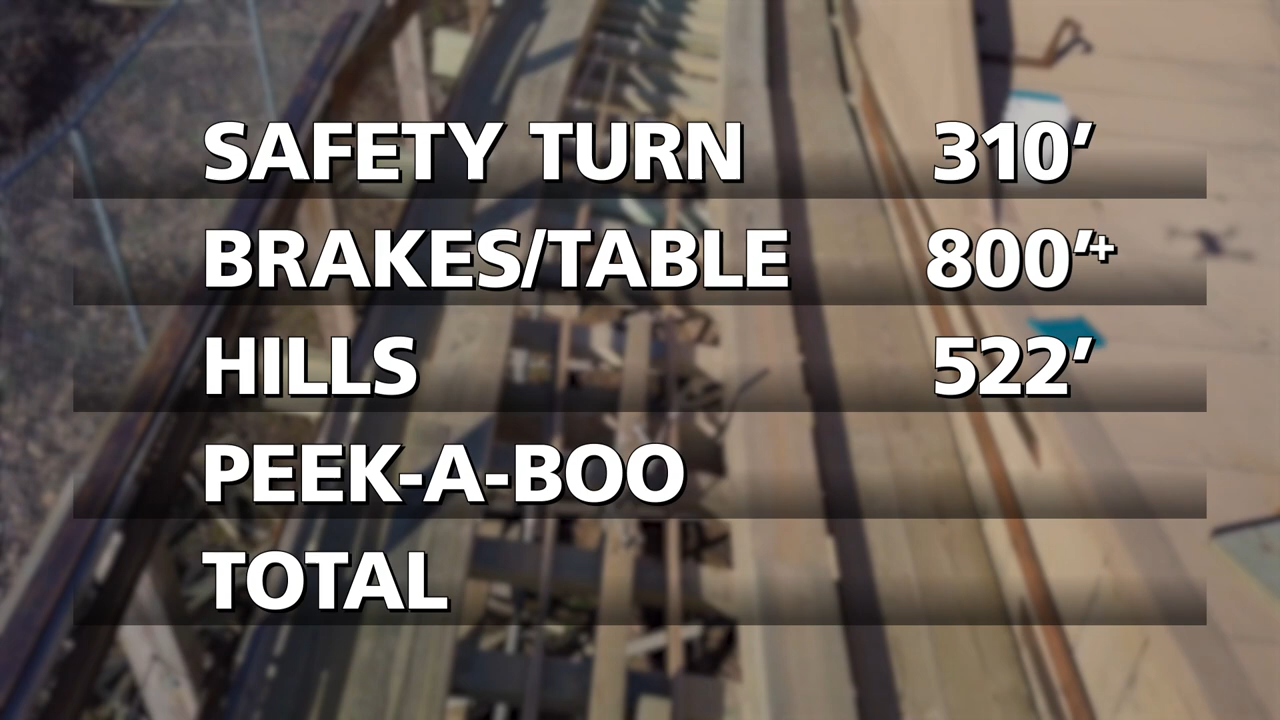 SAFETY TURN 310’
BRAKES/TABLE 800’+
HILLS 522’
PEEK-A-BOO
TOTAL